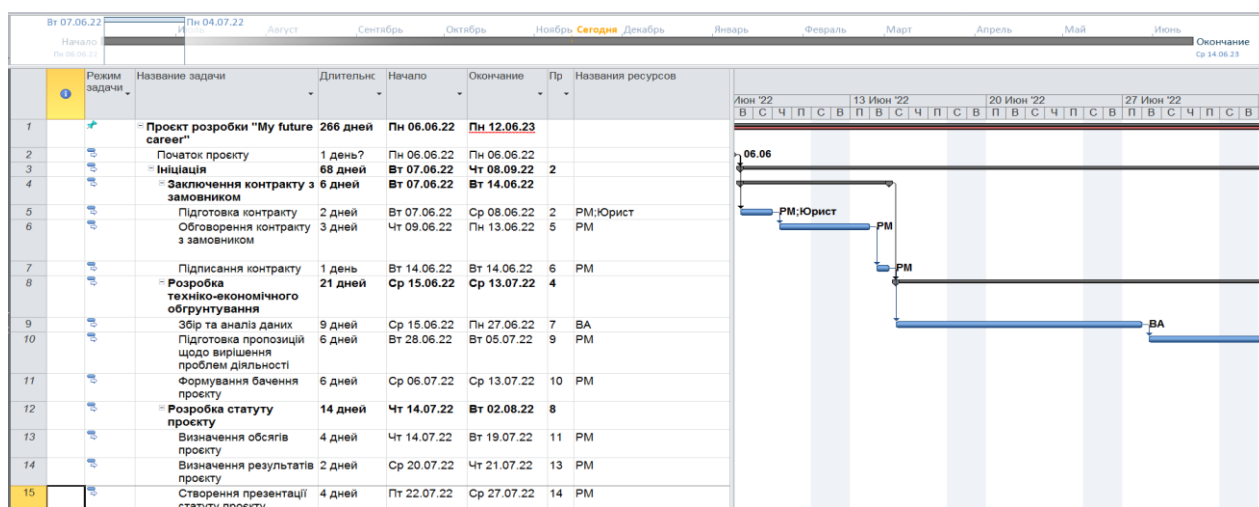 Вт 07.06.22 Пн 04.07.22
Июль Август Сентябрь Октябрь Ноябрь Сегодня Декабрь Январь Февраль Март Апрель Май Июнь
Начало Окончание
Пн 06.06.22 Ср 14.06.23
Режим задачи Название задачи Длительнс Начало Окончание Пр Названия ресурсов
Июн '22 13 Июн '22 20 Июн '22 27 Июн '22
В С Ч П С В П В С Ч П С В П В С Ч П С В П В С Ч П С В
1 Проєкт розробки "My future 266 дней Пн 06.06.22 Пн 12.06.23
career"
2 Початок проєкту 1 день? Пн 06.06.22 Пн 06.06.22 06.06
3 Ініціація 68 дней Вт 07.06.22 Чт 08.09.22 2
4 Заключення контракту з 6 дней Вт 07.06.22 Вт 14.06.22
замовником
5 Підготовка контракту 2 дней Вт 07.06.22 Ср 08.06.22 2 PM;Юрист PM;Юрист
6 Обговорення контракту 3 дней Чт 09.06.22 Пн 13.06.22 5 PM PM
з замовником
7 Підписання контракту 1 день Вт 14.06.22 Вт 14.06.22 6 PM PM
8 Розробка 21 дней Ср 15.06.22 Ср 13.07.22 4
техніко-економічного
обгрунтування
9 Збір та аналіз даних 9 дней Ср 15.06.22 Пн 27.06.22 7 BA BA
10 Підготовка пропозицій 6 дней Вт 28.06.22 Вт 05.07.22 9 PM
щодо вирішення
проблем діяльності
11 Формування бачення 6 дней Ср 06.07.22 Ср 13.07.22 10 PM
проєкту
12 Розробка статуту 14 дней Чт 14.07.22 Вт 02.08.22 8
проєкту
13 Визначення обсягів 4 дней Чт 14.07.22 Вт 19.07.22 11 PM
проєкту
14 Визначення результатів 2 дней Ср 20.07.22 Чт 21.07.22 13 PM
проєкту
15 Створення презентації 4 дней Пт 22.07.22 Ср 27.07.22 14 PM
статуту проєкту